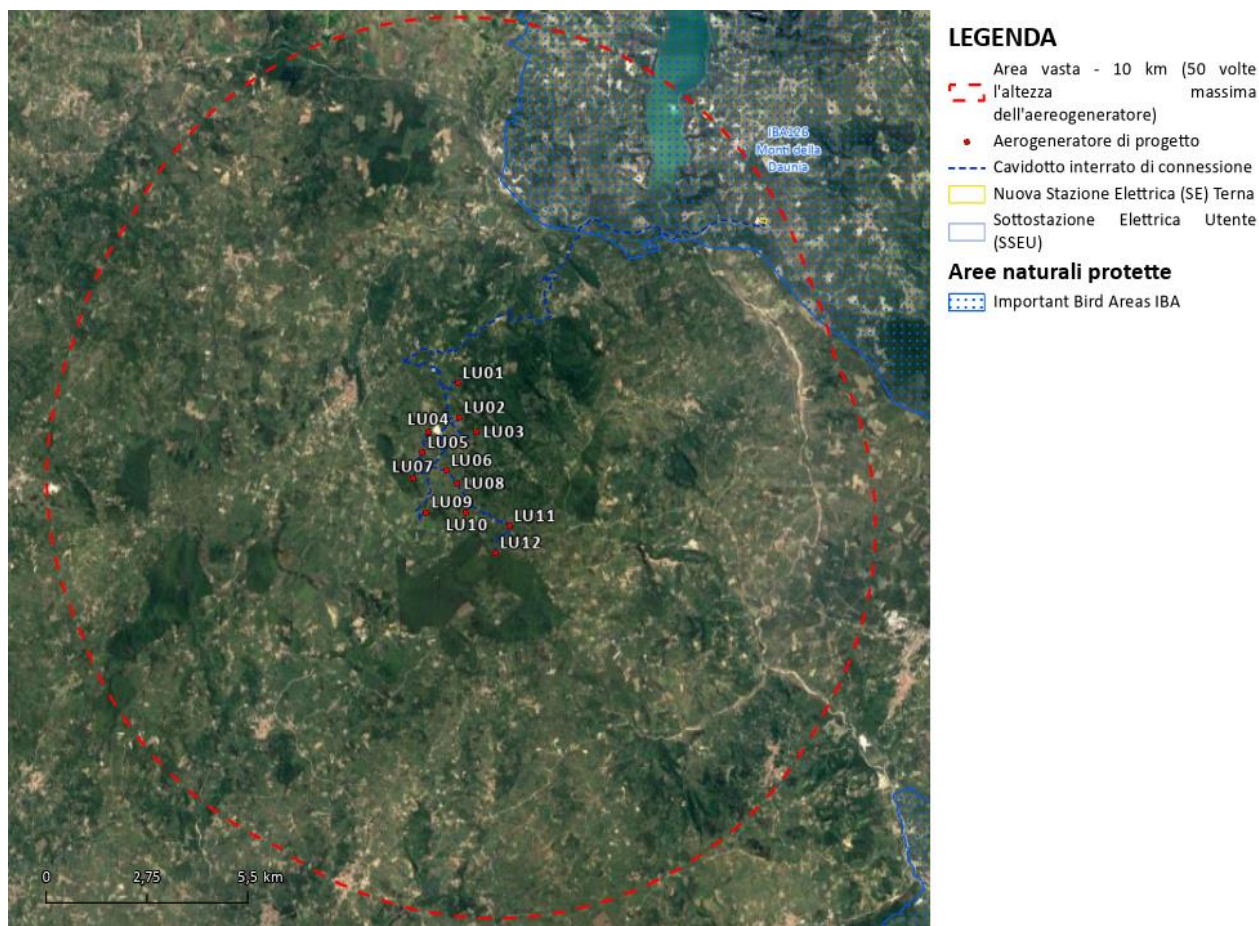 LEGENDA
Area vasta - 10 km (50 volte
l'altezza massima
dell'aereogeneratore)
Aerogeneratore di progetto
Cavidotto interrato di connessione
Nuova Stazione Elettrica (SE) Terna
Sottostazione Elettrica Utente
(SSEU)
Aree naturali protette
Important Bird Areas IBA
IBA126
Monti della
Daunia
LU01
LU02
LU04
LU03
LU05
LU06
LU07
LU08
LU09
LU10
LU11
LU12
0 2,75 5,5 km